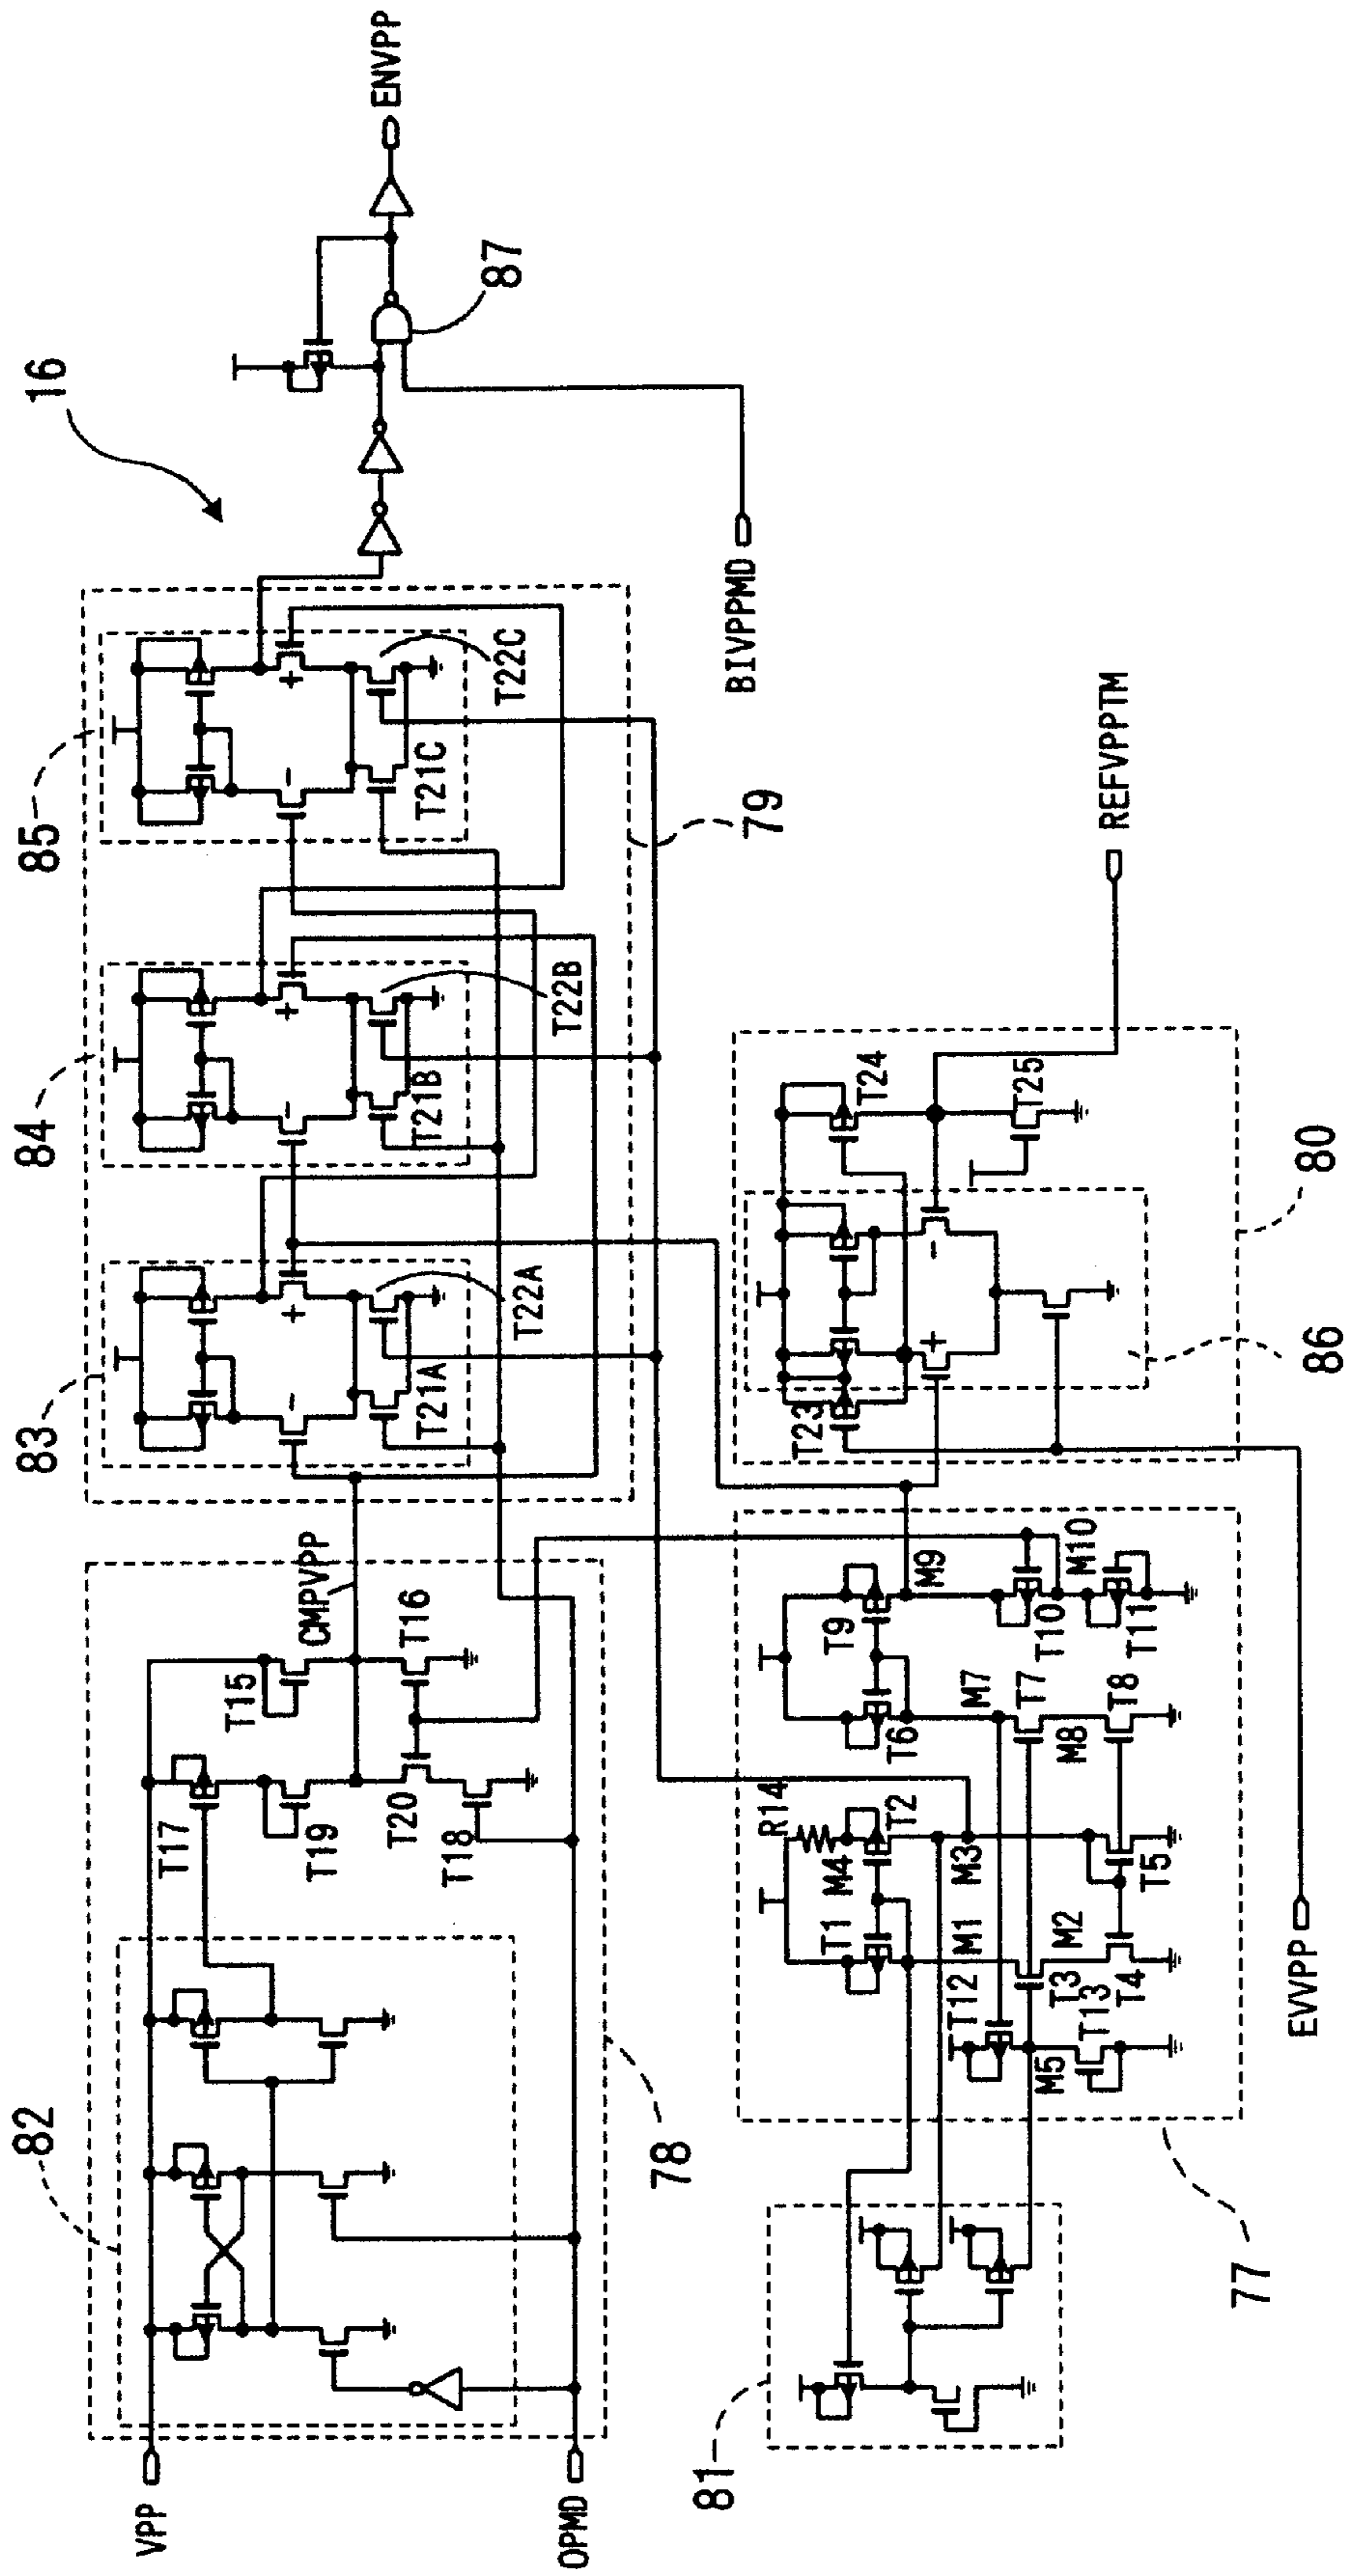 16
ENVPP
87
BIVPPMD
85
T22C
T21C
79
84
T22B
T21B
83
T22A
T21A
REFVPPTM
T24
T25
80
T23
86
CMPVPP
T15
T16
T17
T19
T20
T18
82
78
VPP
OPMD
T9
M9
T10
M10
T11
T6
M7
T7
M8
T8
R14
T2
M4
M3
T5
T1
M1
M2
T3
T4
T12
M5
T13
77
81
EVVPP